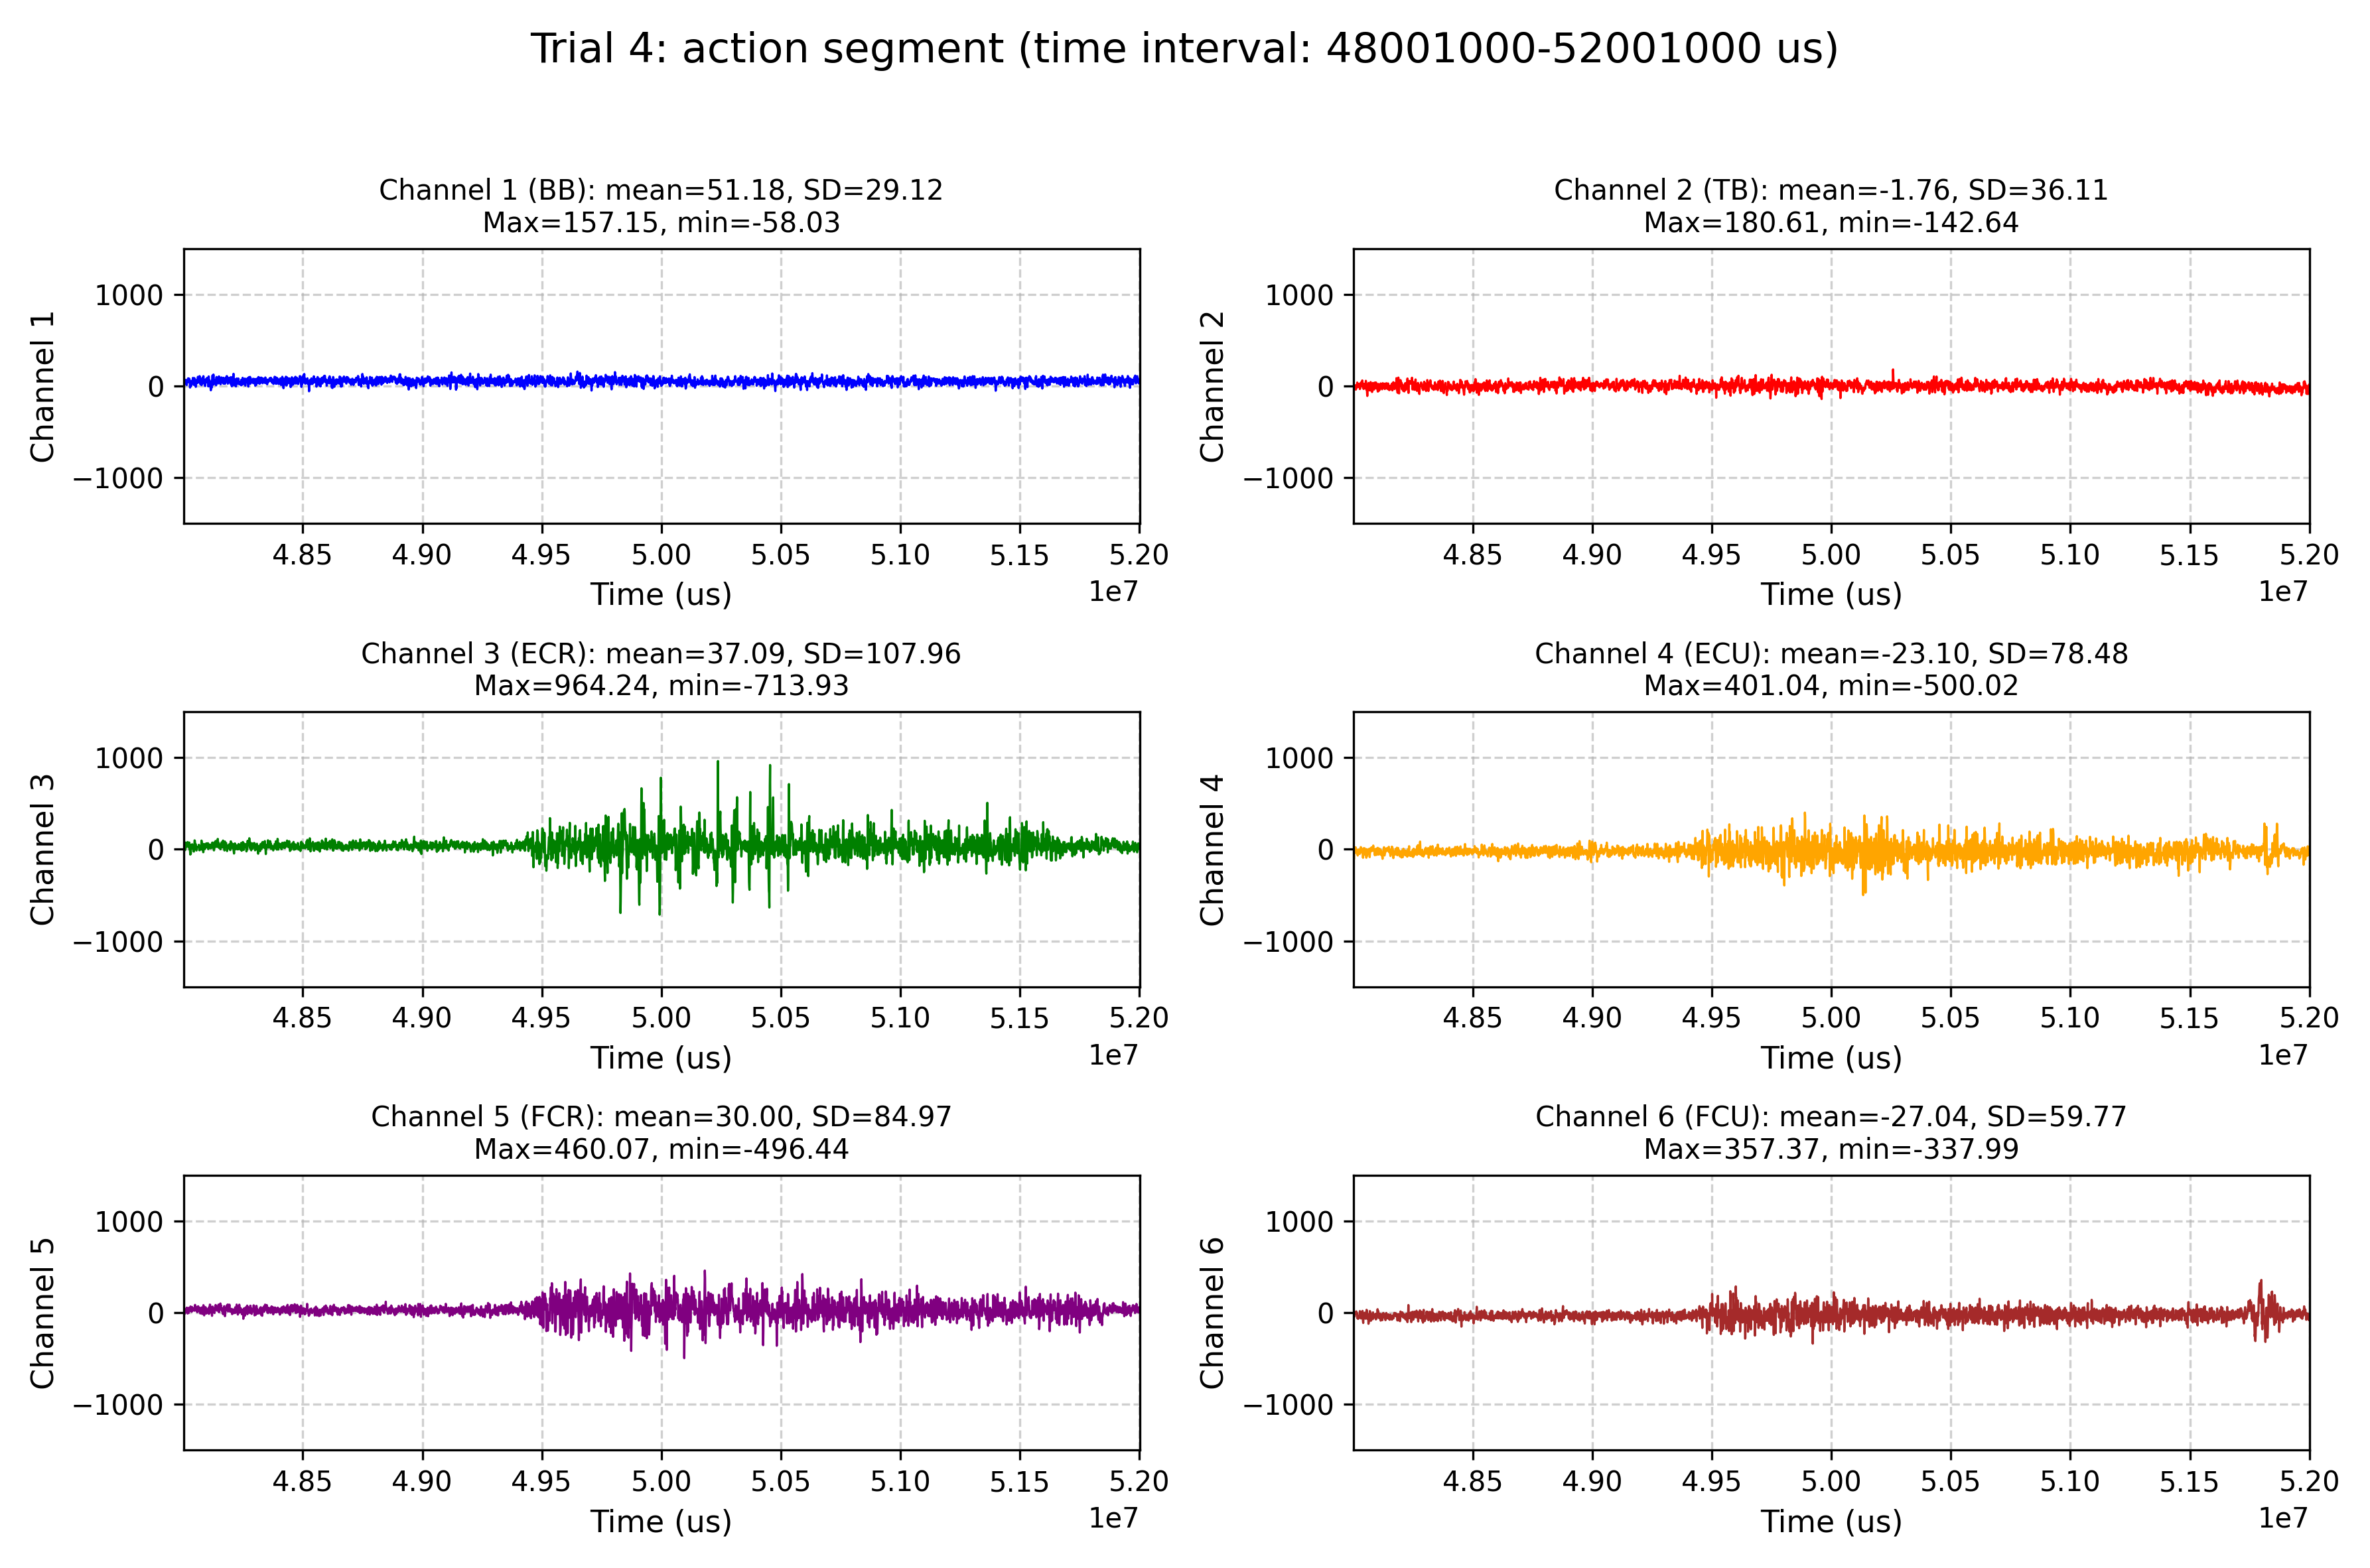 Trial 4: action segment (time interval: 48001000-52001000 us)
Channel 1 (BB): mean=51.18, SD=29.12
Max=157.15, min=-58.03
Channel 1
1000
0
−1000
4.85 4.90 4.95 5.00 5.05 5.10 5.15 5.20
Time (us)
1e7
Channel 2 (TB): mean=-1.76, SD=36.11
Max=180.61, min=-142.64
Channel 2
1000
0
−1000
4.85 4.90 4.95 5.00 5.05 5.10 5.15 5.20
Time (us)
1e7
Channel 3 (ECR): mean=37.09, SD=107.96
Max=964.24, min=-713.93
Channel 3
1000
0
−1000
4.85 4.90 4.95 5.00 5.05 5.10 5.15 5.20
Time (us)
1e7
Channel 4 (ECU): mean=-23.10, SD=78.48
Max=401.04, min=-500.02
Channel 4
1000
0
−1000
4.85 4.90 4.95 5.00 5.05 5.10 5.15 5.20
Time (us)
1e7
Channel 5 (FCR): mean=30.00, SD=84.97
Max=460.07, min=-496.44
Channel 5
1000
0
−1000
4.85 4.90 4.95 5.00 5.05 5.10 5.15 5.20
Time (us)
1e7
Channel 6 (FCU): mean=-27.04, SD=59.77
Max=357.37, min=-337.99
Channel 6
1000
0
−1000
4.85 4.90 4.95 5.00 5.05 5.10 5.15 5.20
Time (us)
1e7